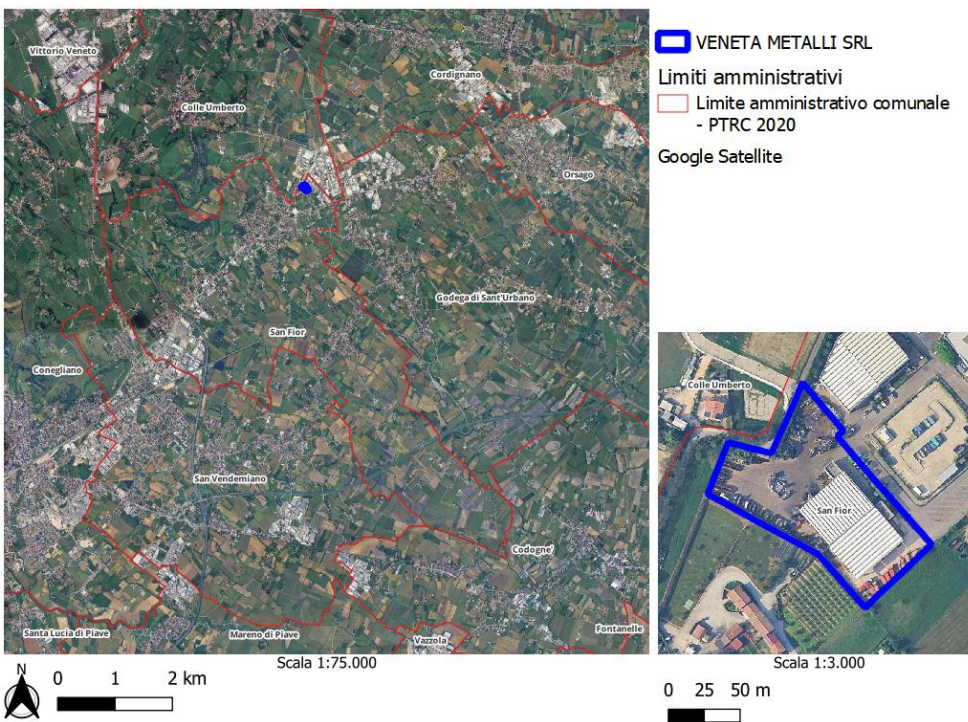 VENETA METALLI SRL
Limiti amministrativi
Limite amministrativo comunale
- PTRC 2020
Google Satellite
Vittorio Veneto
Cordignano
Colle Umberto
Orsago
Godega di Sant'Urbano
San Fior
Conegliano
San Vendemiano
Codogne'
Santa Lucia di Piave
Mareno di Piave
Vazzola
Fontanelle
Scala 1:75.000
N
0 1 2 km
Colle Umberto
San Fior
Scala 1:3.000
0 25 50 m